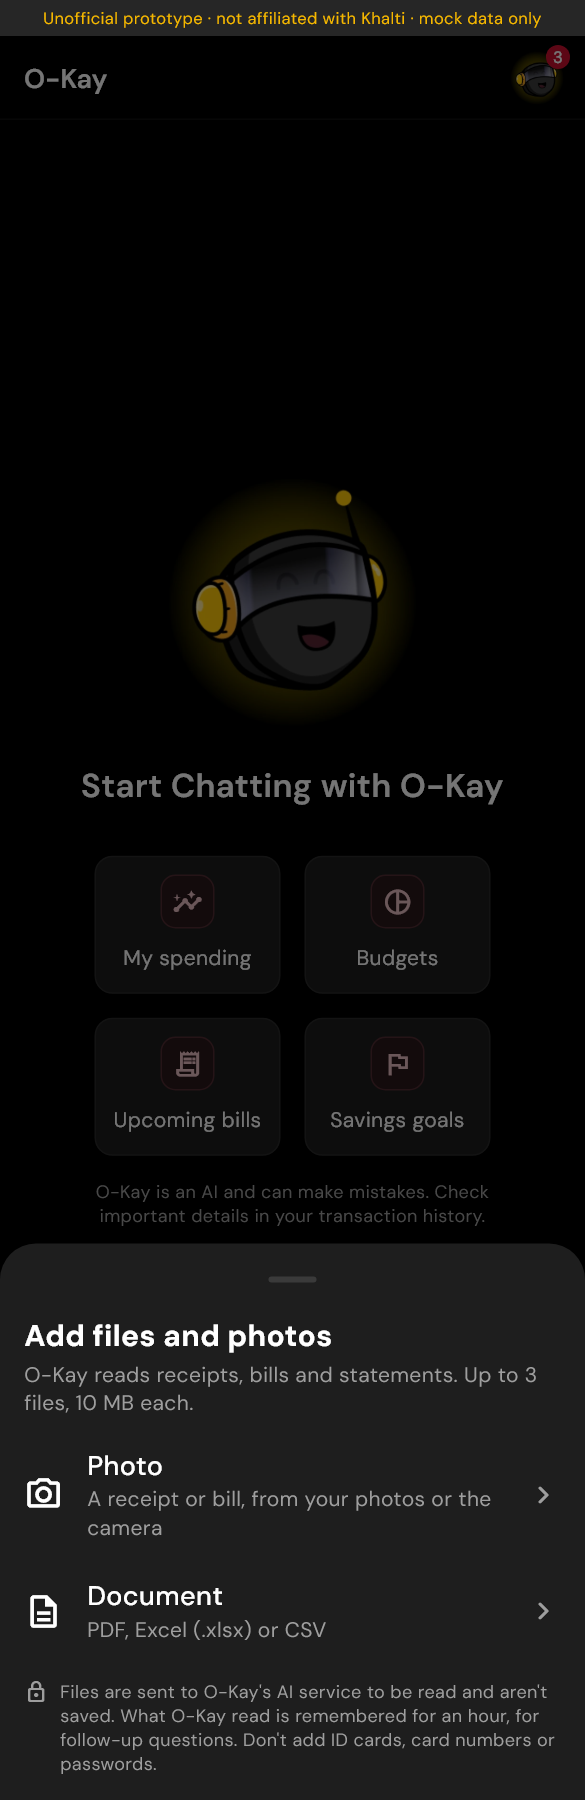 Unofficial prototype · not affiliated with Khalti · mock data only
O-Kay
3
Start Chatting with O-Kay
My spending
Budgets
Upcoming bills
Savings goals
O-Kay is an AI and can make mistakes. Check
important details in your transaction history.
Add files and photos
O-Kay reads receipts, bills and statements. Up to 3
files, 10 MB each.
Photo
A receipt or bill, from your photos or the
camera
Document
PDF, Excel (.xlsx) or CSV
Files are sent to O-Kay's AI service to be read and aren't
saved. What O-Kay read is remembered for an hour, for
follow-up questions. Don't add ID cards, card numbers or
passwords.